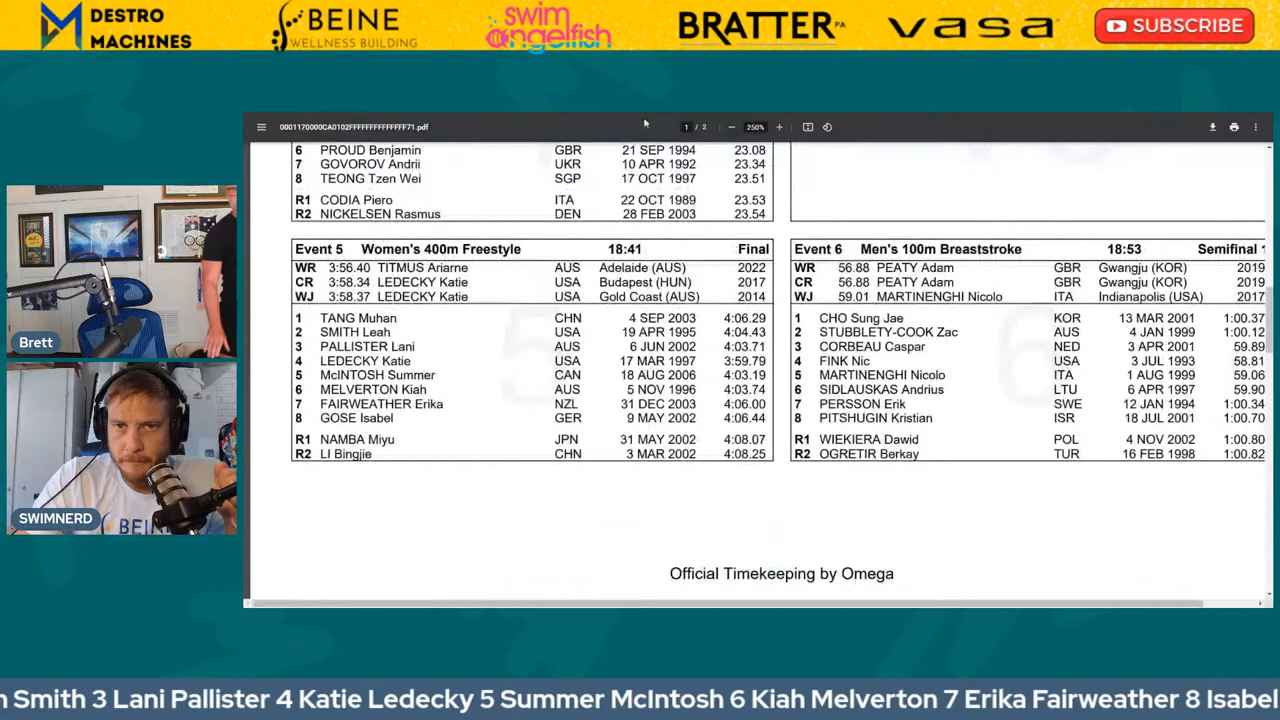 DESTRO
MACHINES
BEINE
WELLNESS BUILDING
swim
angelfish
BRATTER PA
vasa
SUBSCRIBE
0001170000CA0102FFFFFFFFFFFFFF71.pdf
1 / 2
250%
6 PROUD Benjamin GBR 21 SEP 1994 23.08
7 GOVOROV Andrii UKR 10 APR 1992 23.34
8 TEONG Tzen Wei SGP 17 OCT 1997 23.51
R1 CODIA Piero ITA 22 OCT 1989 23.53
R2 NICKELSEN Rasmus DEN 28 FEB 2003 23.54
Event 5 Women's 400m Freestyle 18:41 Final
WR 3:56.40 TITMUS Ariarne AUS Adelaide (AUS) 2022
CR 3:58.34 LEDECKY Katie USA Budapest (HUN) 2017
WJ 3:58.37 LEDECKY Katie USA Gold Coast (AUS) 2014
1 TANG Muhan CHN 4 SEP 2003 4:06.29
2 SMITH Leah USA 19 APR 1995 4:04.43
3 PALLISTER Lani AUS 6 JUN 2002 4:03.71
4 LEDECKY Katie USA 17 MAR 1997 3:59.79
5 McINTOSH Summer CAN 18 AUG 2006 4:03.19
6 MELVERTON Kiah AUS 5 NOV 1996 4:03.74
7 FAIRWEATHER Erika NZL 31 DEC 2003 4:06.00
8 GOSE Isabel GER 9 MAY 2002 4:06.44
R1 NAMBA Miyu JPN 31 MAY 2002 4:08.07
R2 LI Bingjie CHN 3 MAR 2002 4:08.25
Event 6 Men's 100m Breaststroke 18:53 Semifinal
WR 56.88 PEATY Adam GBR Gwangju (KOR) 2019
CR 56.88 PEATY Adam GBR Gwangju (KOR) 2019
WJ 59.01 MARTINENGHI Nicolo ITA Indianapolis (USA) 2017
1 CHO Sung Jae KOR 13 MAR 2001 1:00.37
2 STUBBLETY-COOK Zac AUS 4 JAN 1999 1:00.12
3 CORBEAU Caspar NED 3 APR 2001 59.89
4 FINK Nic USA 3 JUL 1993 58.81
5 MARTINENGHI Nicolo ITA 1 AUG 1999 59.06
6 SIDLAUSKAS Andrius LTU 6 APR 1997 59.90
7 PERSSON Erik SWE 12 JAN 1994 1:00.34
8 PITSHUGIN Kristian ISR 18 JUL 2001 1:00.70
R1 WIEKIERA Dawid POL 4 NOV 2002 1:00.80
R2 OGRETIR Berkay TUR 16 FEB 1998 1:00.82
Official Timekeeping by Omega
Brett
BEINE
SWIMNERD
n Smith 3 Lani Pallister 4 Katie Ledecky 5 Summer McIntosh 6 Kiah Melverton 7 Erika Fairweather 8 Isabel